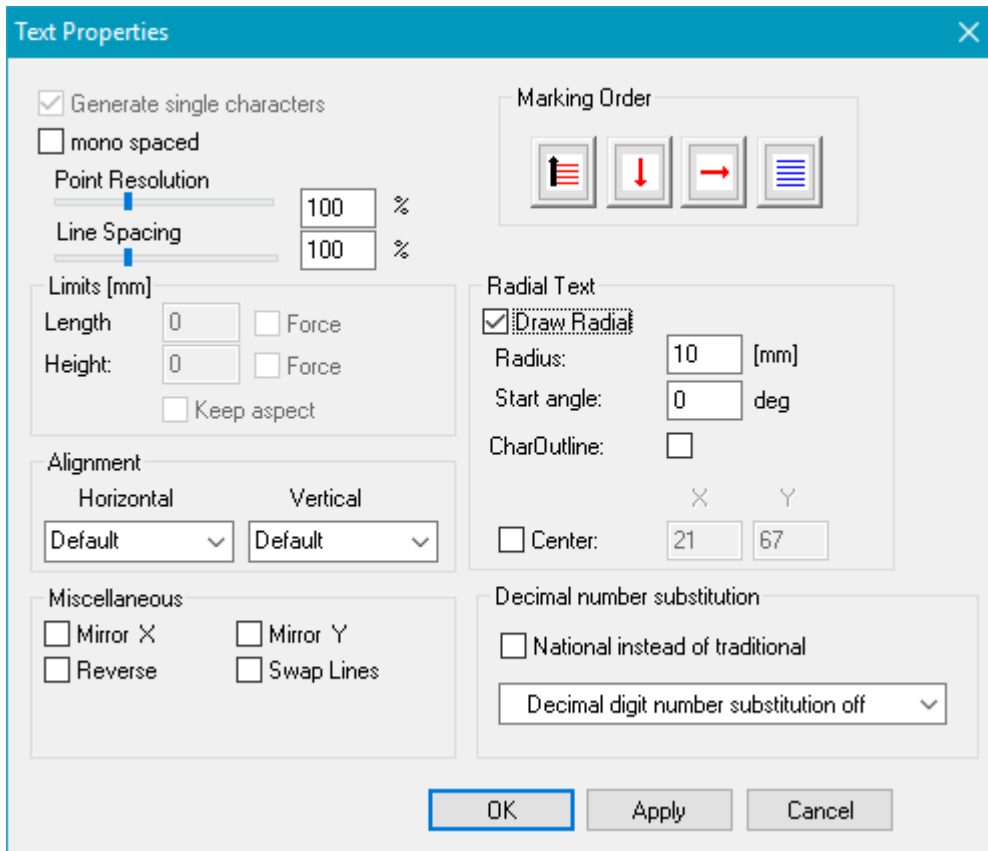 Text Properties
Generate single characters
mono spaced
Point Resolution
100 %
Line Spacing
100 %
Marking Order
Limits [mm]
Length 0 Force
Height: 0 Force
Keep aspect
Radial Text
Draw Radial
Radius: 10 [mm]
Start angle: 0 deg
CharOutline:
X Y
Center: 21 67
Alignment
Horizontal Vertical
Default Default
Miscellaneous
Mirror X Mirror Y
Reverse Swap Lines
Decimal number substitution
National instead of traditional
Decimal digit number substitution off
OK Apply Cancel